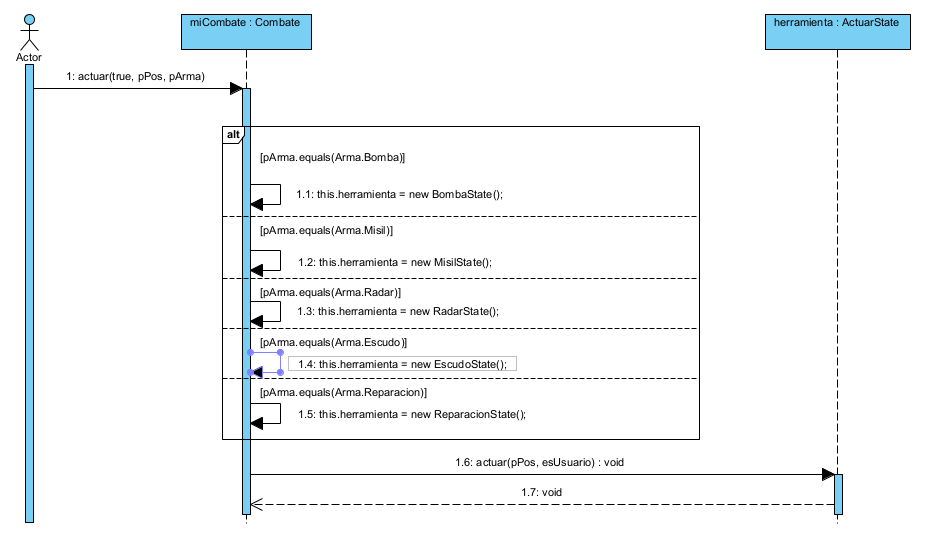 miCombate : Combate
herramienta : ActuarState
Actor
1: actuar(true, pPos, pArma)
alt
[pArma.equals(Arma.Bomba)]
1.1: this.herramienta = new BombaState();
[pArma.equals(Arma.Misil)]
1.2: this.herramienta = new MisilState();
[pArma.equals(Arma.Radar)]
1.3: this.herramienta = new RadarState();
[pArma.equals(Arma.Escudo)]
1.4: this.herramienta = new EscudoState();
[pArma.equals(Arma.Reparacion)]
1.5: this.herramienta = new ReparacionState();
1.6: actuar(pPos, esUsuario) : void
1.7: void